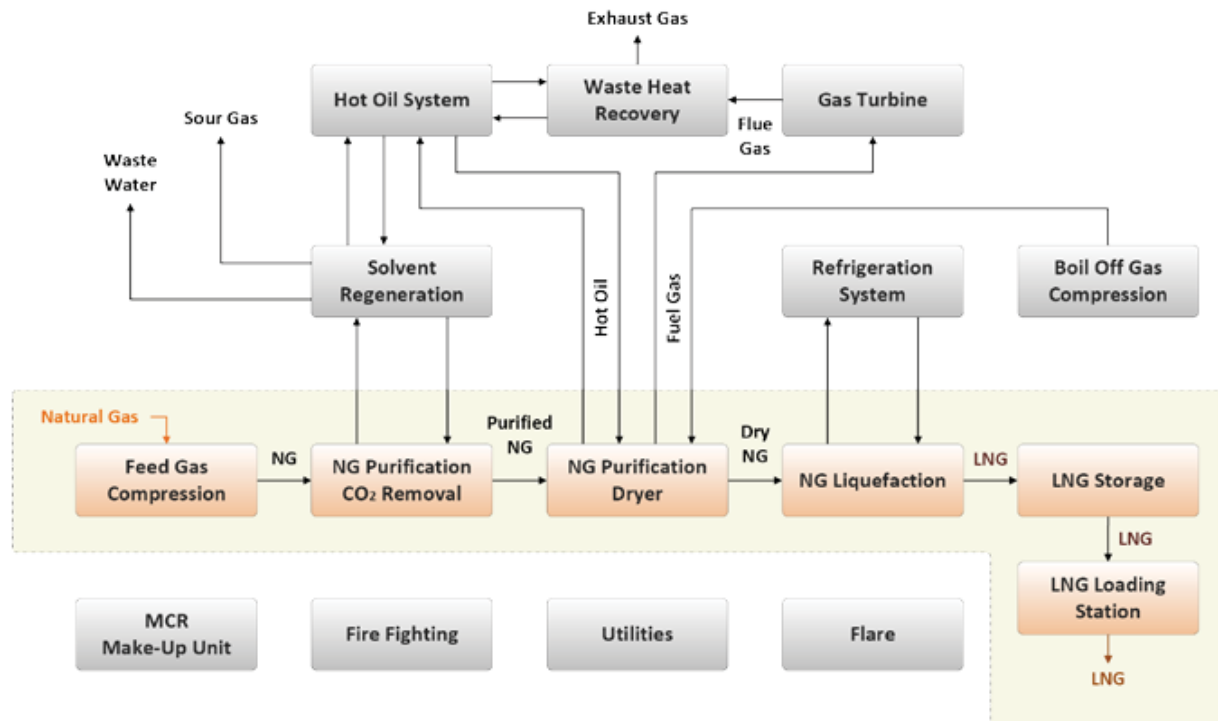 Exhaust Gas
Hot Oil System
Waste Heat
Recovery
Gas Turbine
Flue
Gas
Sour Gas
Waste
Water
Solvent
Regeneration
Hot Oil
Fuel Gas
Refrigeration
System
Boil Off Gas
Compression
Natural Gas
Feed Gas
Compression
NG
NG Purification
CO₂ Removal
Purified
NG
NG Purification
Dryer
Dry
NG
NG Liquefaction
LNG
LNG Storage
LNG
LNG Loading
Station
LNG
MCR
Make-Up Unit
Fire Fighting
Utilities
Flare